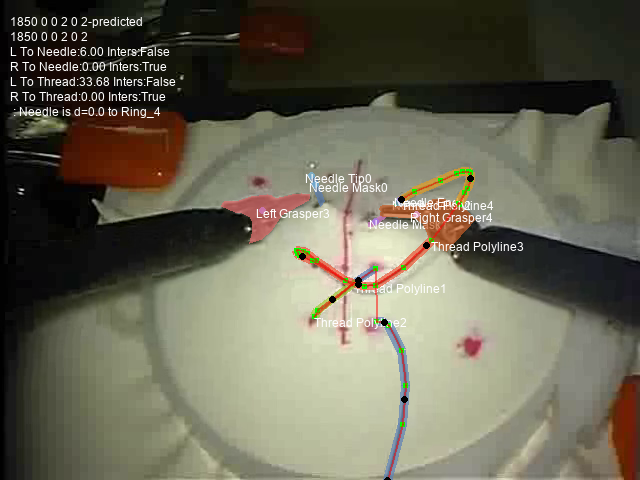 1850 0 0 2 0 2-predicted
1850 0 0 2 0 2
L To Needle:6.00 Inters:False
R To Needle:0.00 Inters:True
L To Thread:33.68 Inters:False
R To Thread:0.00 Inters:True
: Needle is d=0.0 to Ring_4
Needle Tip0
Needle Mask0
Thread Polyline4
Left Grasper3
Right Grasper4
Needle
Thread Polyline3
Thread Polyline1
Thread Polyline2